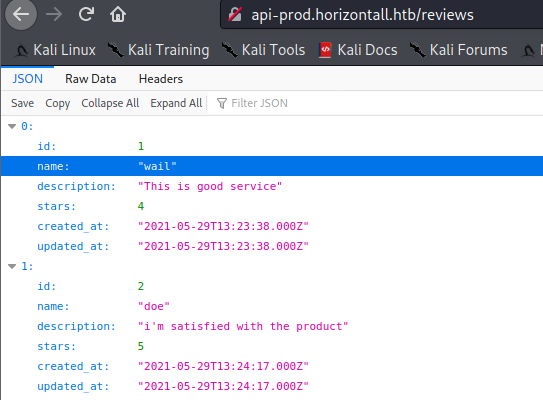 api-prod.horizontall.htb/reviews
Kali Linux Kali Training Kali Tools Kali Docs Kali Forums
JSON Raw Data Headers
Save Copy Collapse All Expand All Filter JSON
0:
id: 1
name: "wail"
description: "This is good service"
stars: 4
created_at: "2021-05-29T13:23:38.000Z"
updated_at: "2021-05-29T13:23:38.000Z"
1:
id: 2
name: "doe"
description: "i'm satisfied with the product"
stars: 5
created_at: "2021-05-29T13:24:17.000Z"
updated_at: "2021-05-29T13:24:17.000Z"